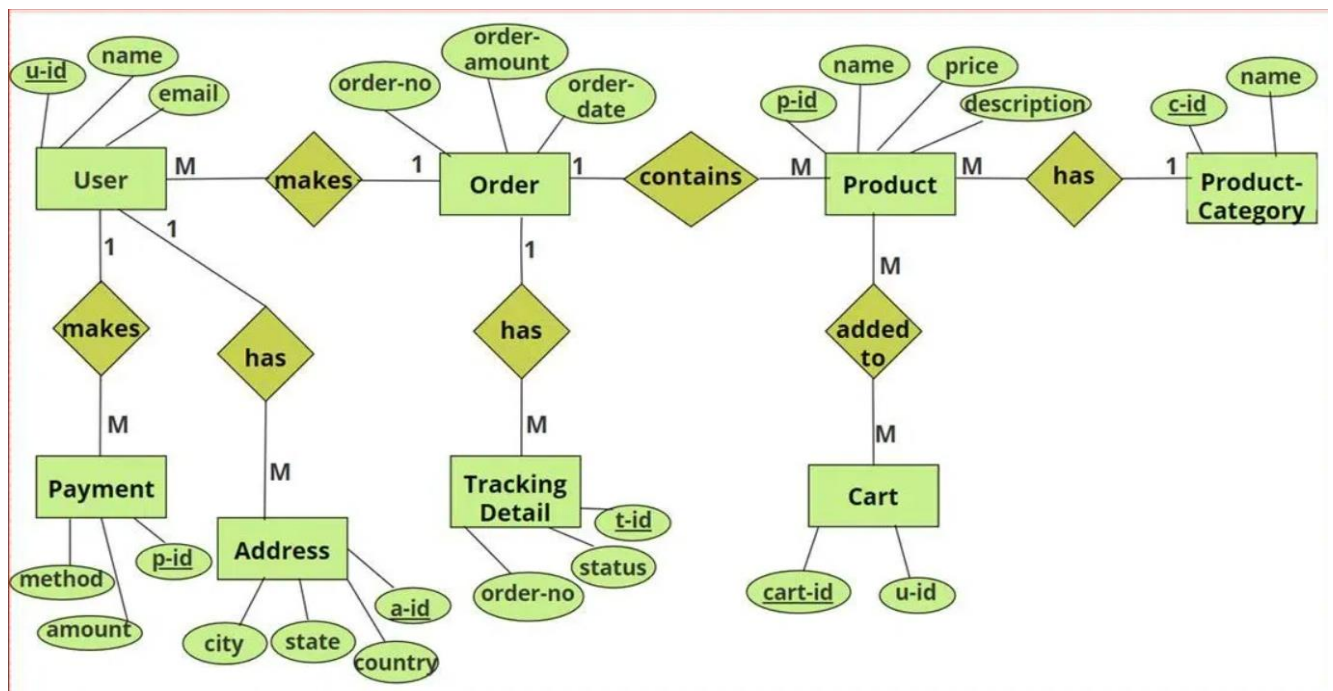 u-id
name
email
order-no
order-
amount
order-
date
p-id
name
price
description
c-id
name
User
M
makes
1
Order
1
contains
M
Product
M
has
1
Product-
Category
1
1
1
M
makes
has
has
added
to
M
M
M
M
Payment
Address
Tracking
Detail
Cart
method
amount
p-id
city
state
country
a-id
order-no
status
t-id
cart-id
u-id